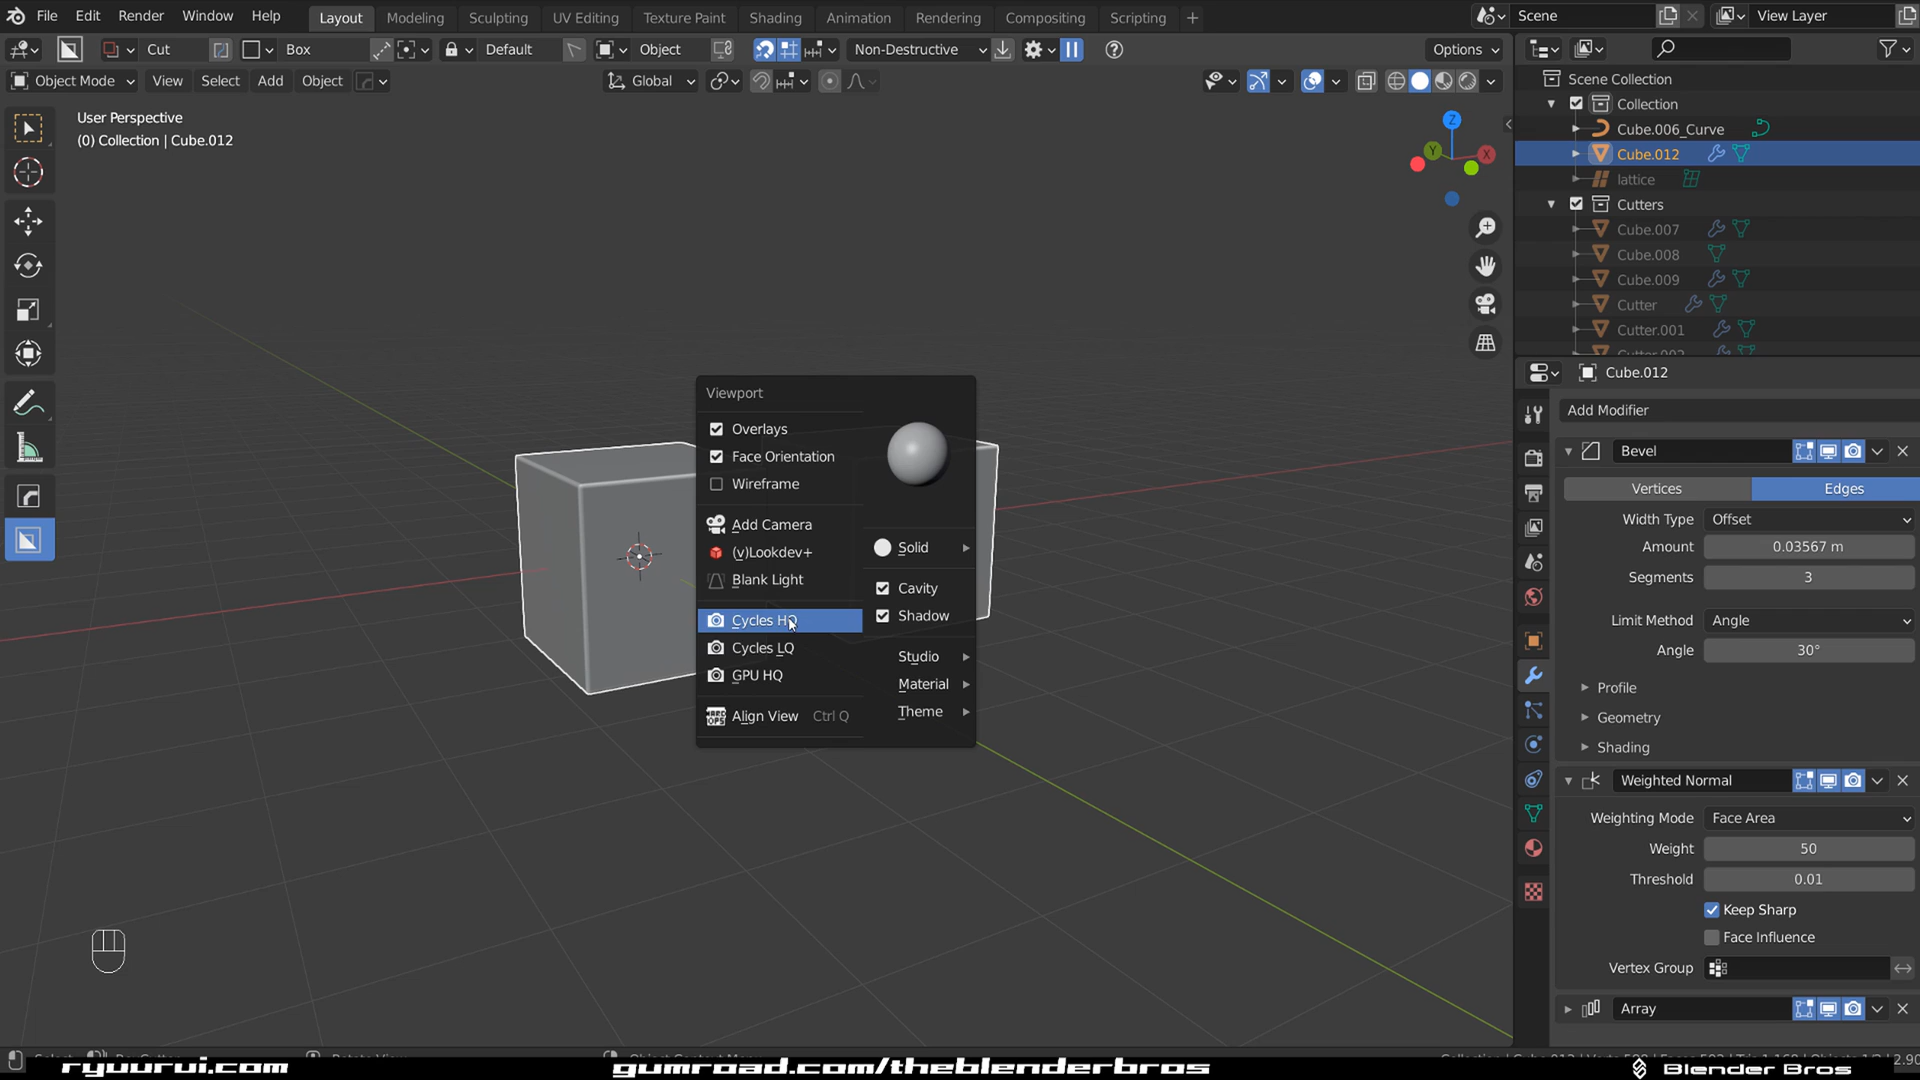 File Edit Render Window Help Layout Modeling Sculpting UV Editing Texture Paint Shading Animation Rendering Compositing Scripting + Scene View Layer
Cut Box Default Object Non-Destructive Options
Object Mode View Select Add Object Global
User Perspective
(0) Collection | Cube.012
Z
Y
X
Scene Collection
Collection
Cube.006_Curve
Cube.012
lattice
Cutters
Cube.007
Cube.008
Cube.009
Cutter
Cutter.001
Viewport
Overlays
Face Orientation
Wireframe
Add Camera
(v)Lookdev+
Blank Light
Cycles HQ
Cycles LQ
GPU HQ
Align View Ctrl Q
Solid
Cavity
Shadow
Studio
Material
Theme
Cube.012
Add Modifier
Bevel
Vertices Edges
Width Type Offset
Amount 0.03567 m
Segments 3
Limit Method Angle
Angle 30°
Profile
Geometry
Shading
Weighted Normal
Weighting Mode Face Area
Weight 50
Threshold 0.01
Keep Sharp
Face Influence
Vertex Group
Array
ryuurui.com
gumroad.com/theblenderbros
Blender Bros
2.90